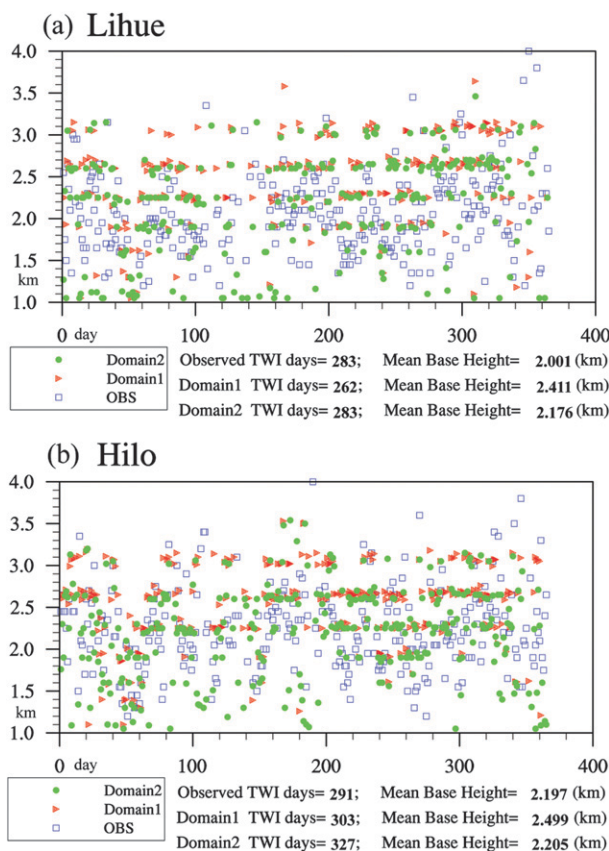 (a) Lihue
4.0
3.5
3.0
2.5
2.0
1.5
km
1.0
0 day 100 200 300 400
Domain2
Domain1
OBS
Observed TWI days= 283; Mean Base Height= 2.001 (km)
Domain1 TWI days= 262; Mean Base Height= 2.411 (km)
Domain2 TWI days= 283; Mean Base Height= 2.176 (km)
(b) Hilo
4.0
3.5
3.0
2.5
2.0
1.5
km
1.0
0 day 100 200 300 400
Domain2
Domain1
OBS
Observed TWI days= 291; Mean Base Height= 2.197 (km)
Domain1 TWI days= 303; Mean Base Height= 2.499 (km)
Domain2 TWI days= 327; Mean Base Height= 2.205 (km)